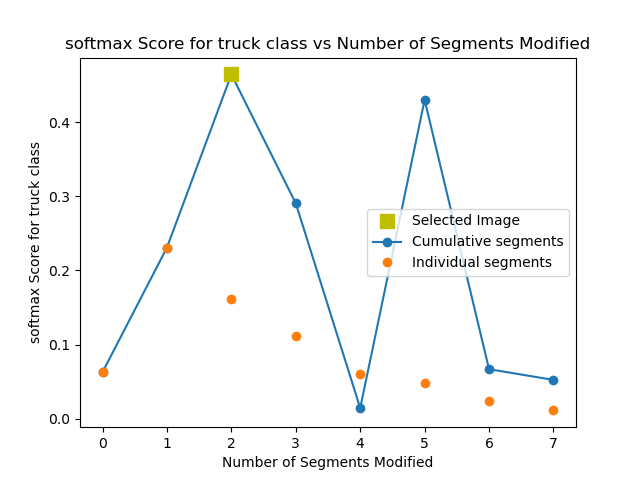 softmax Score for truck class vs Number of Segments Modified
softmax Score for truck class
0.4
0.3
0.2
0.1
0.0
Selected Image
Cumulative segments
Individual segments
0 1 2 3 4 5 6 7
Number of Segments Modified